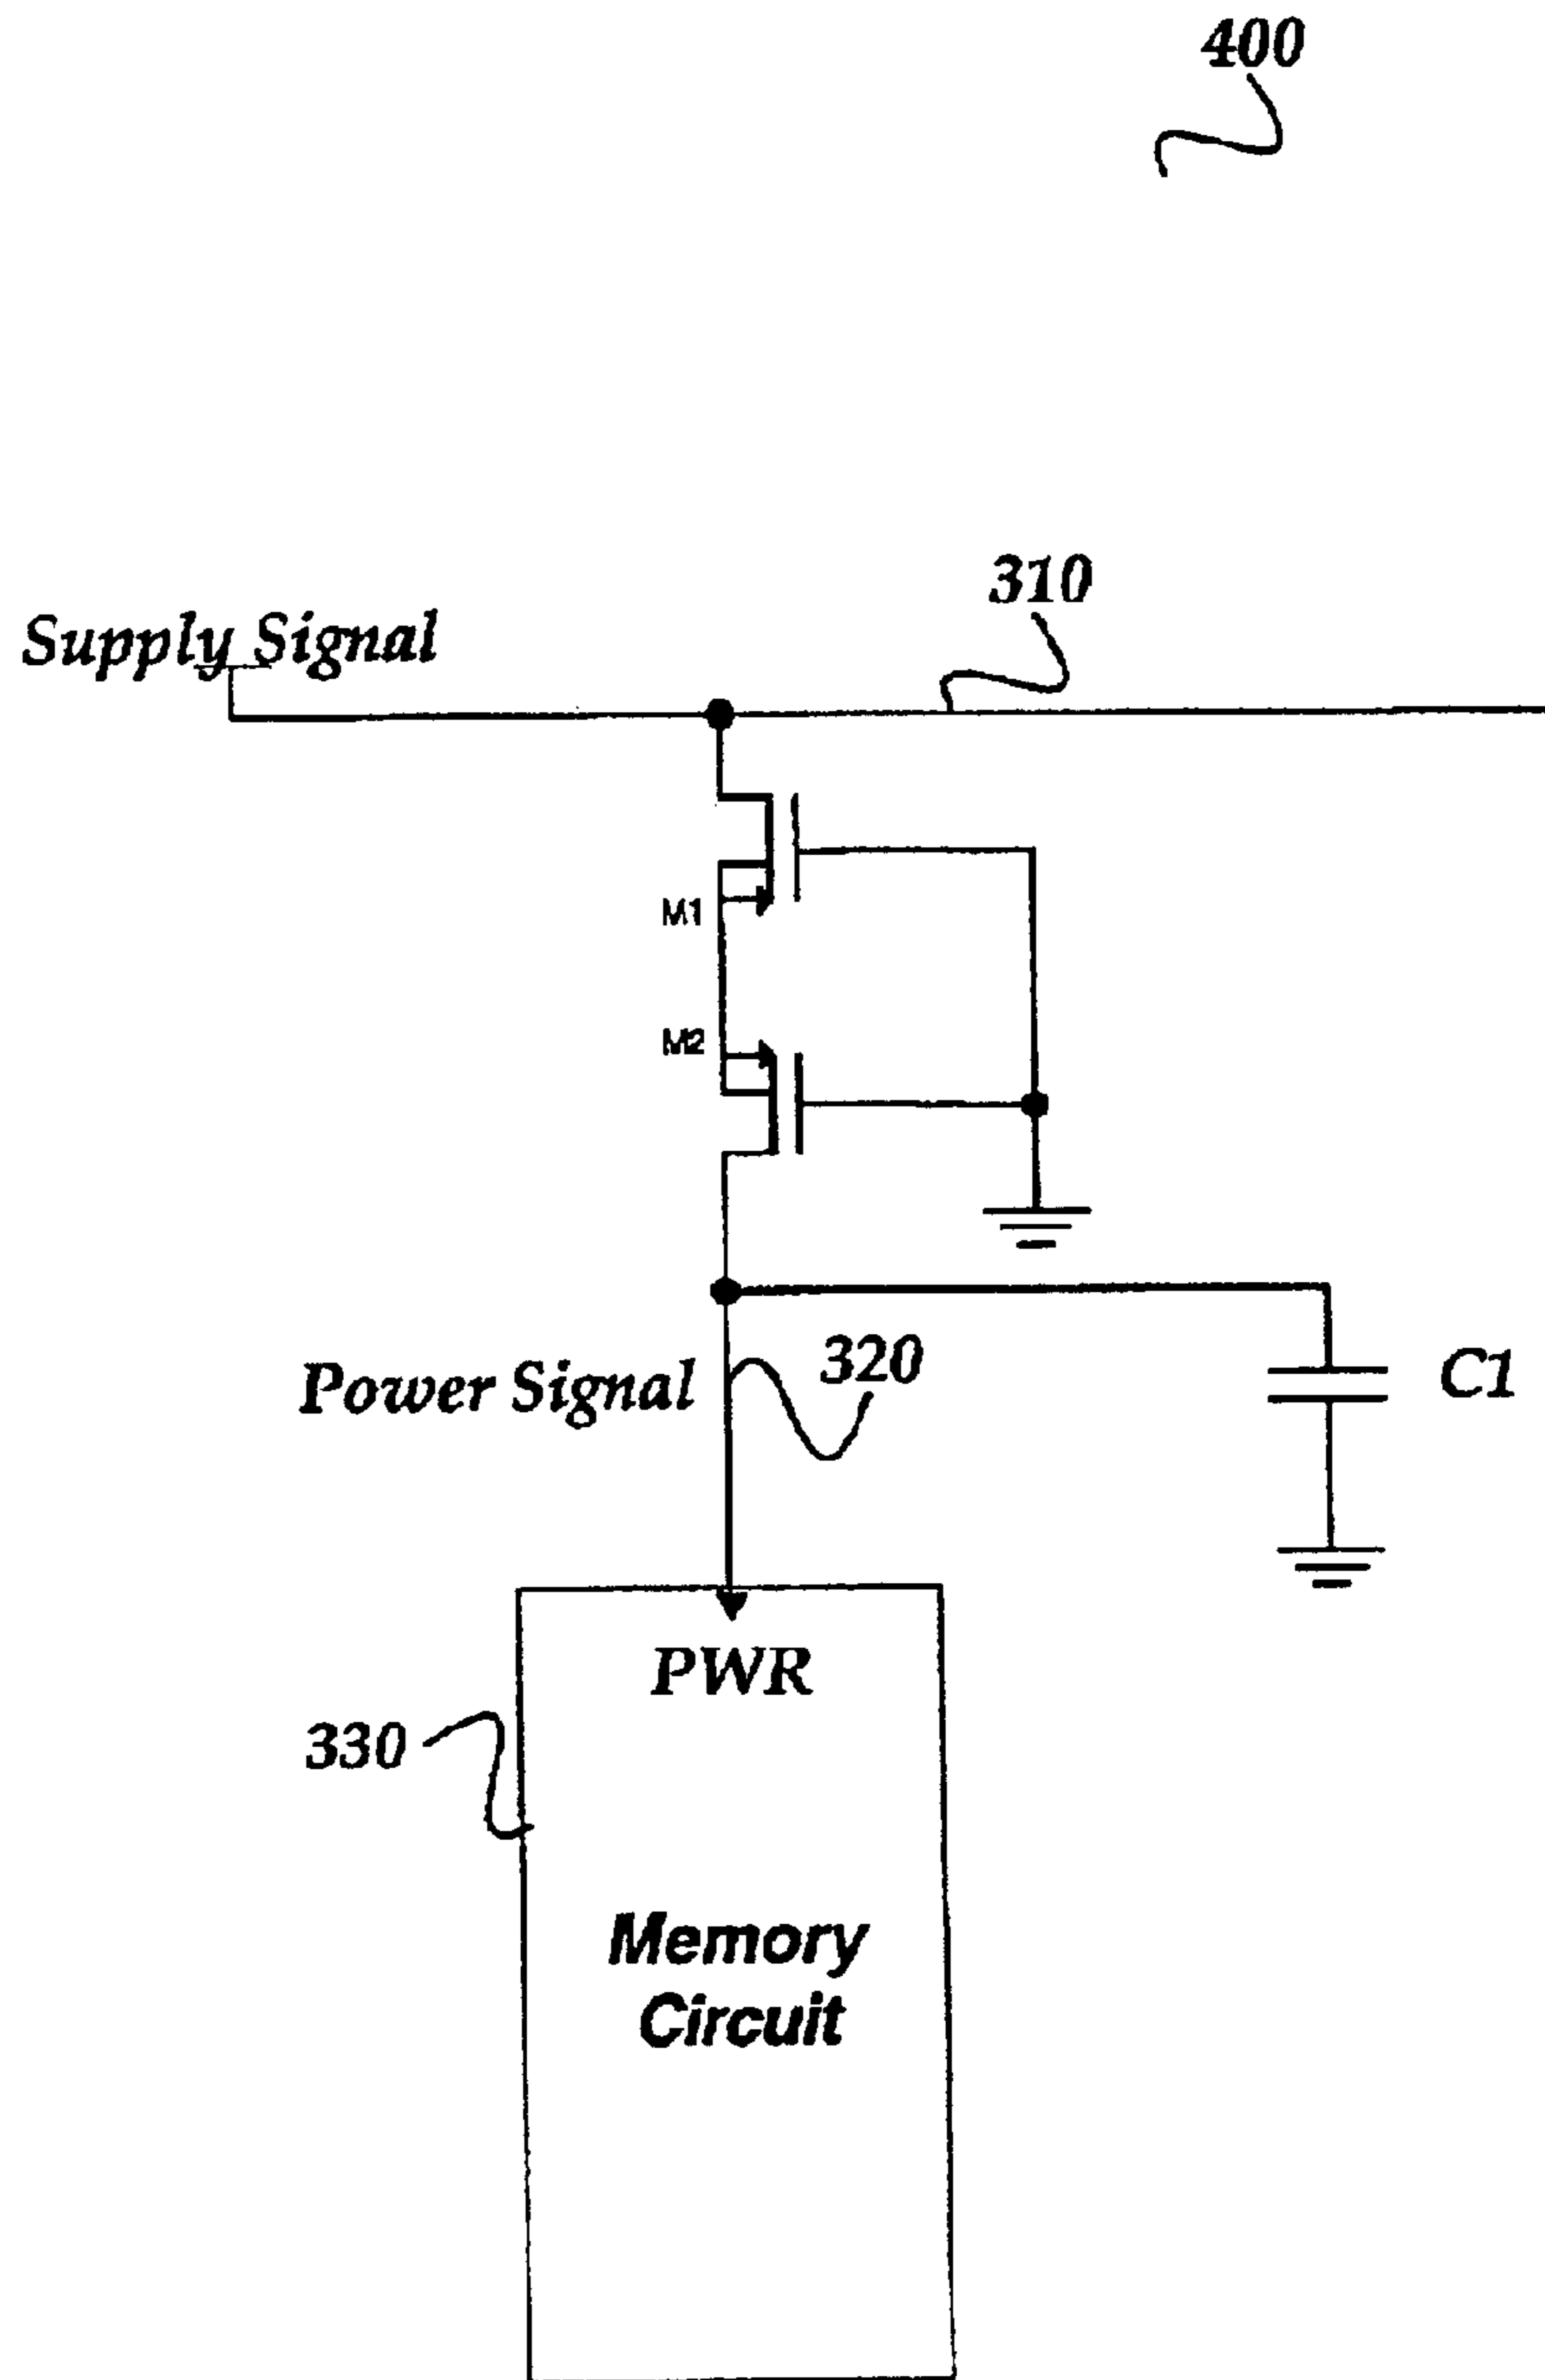 400
310
Supply Signal
M1
M2
320
Power Signal
C1
PWR
330
Memory
Circuit